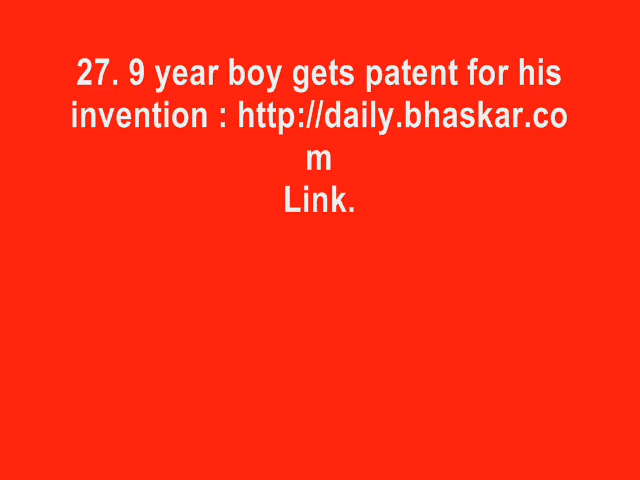 27. 9 year boy gets patent for his
invention : http://daily.bhaskar.co
m
Link.